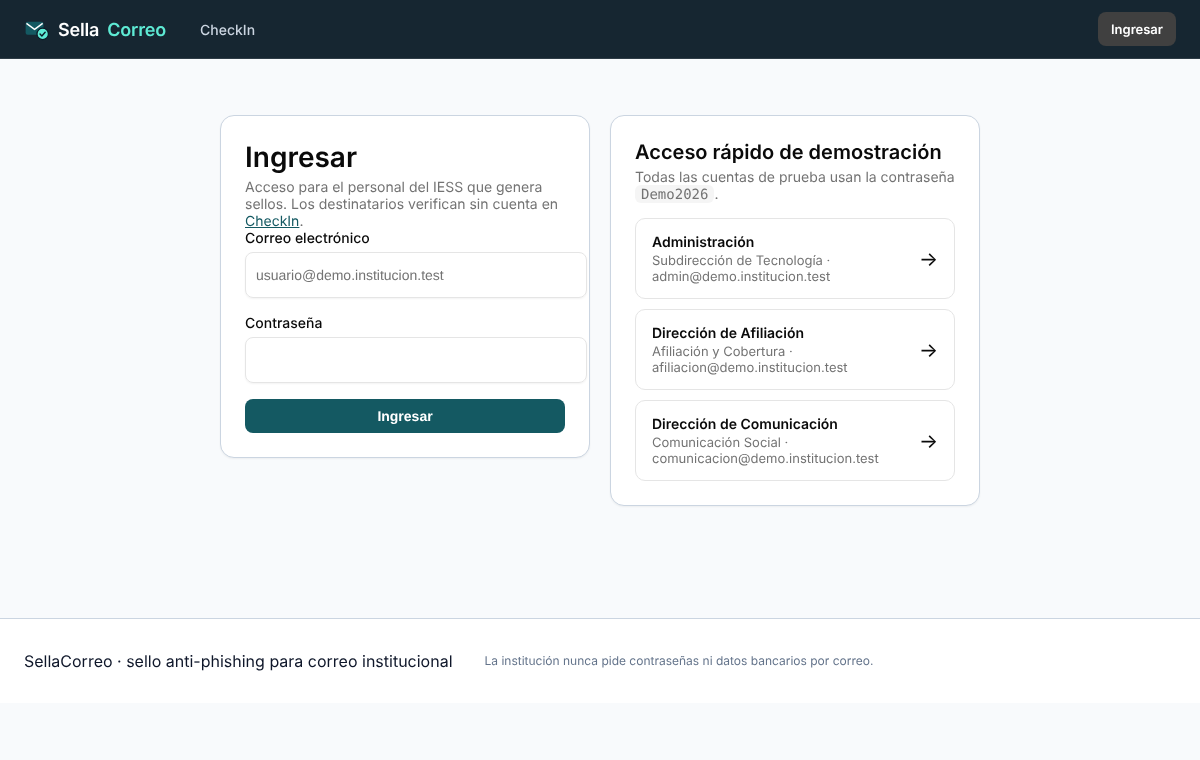 Sella Correo
CheckIn
Ingresar
Ingresar
Acceso para el personal del IESS que genera
sellos. Los destinatarios verifican sin cuenta en
CheckIn.
Correo electrónico
usuario@demo.institucion.test
Contraseña
Ingresar
Acceso rápido de demostración
Todas las cuentas de prueba usan la contraseña
Demo2026 .
Administración
Subdirección de Tecnología ·
admin@demo.institucion.test
Dirección de Afiliación
Afiliación y Cobertura ·
afiliacion@demo.institucion.test
Dirección de Comunicación
Comunicación Social ·
comunicacion@demo.institucion.test
SellaCorreo · sello anti-phishing para correo institucional
La institución nunca pide contraseñas ni datos bancarios por correo.